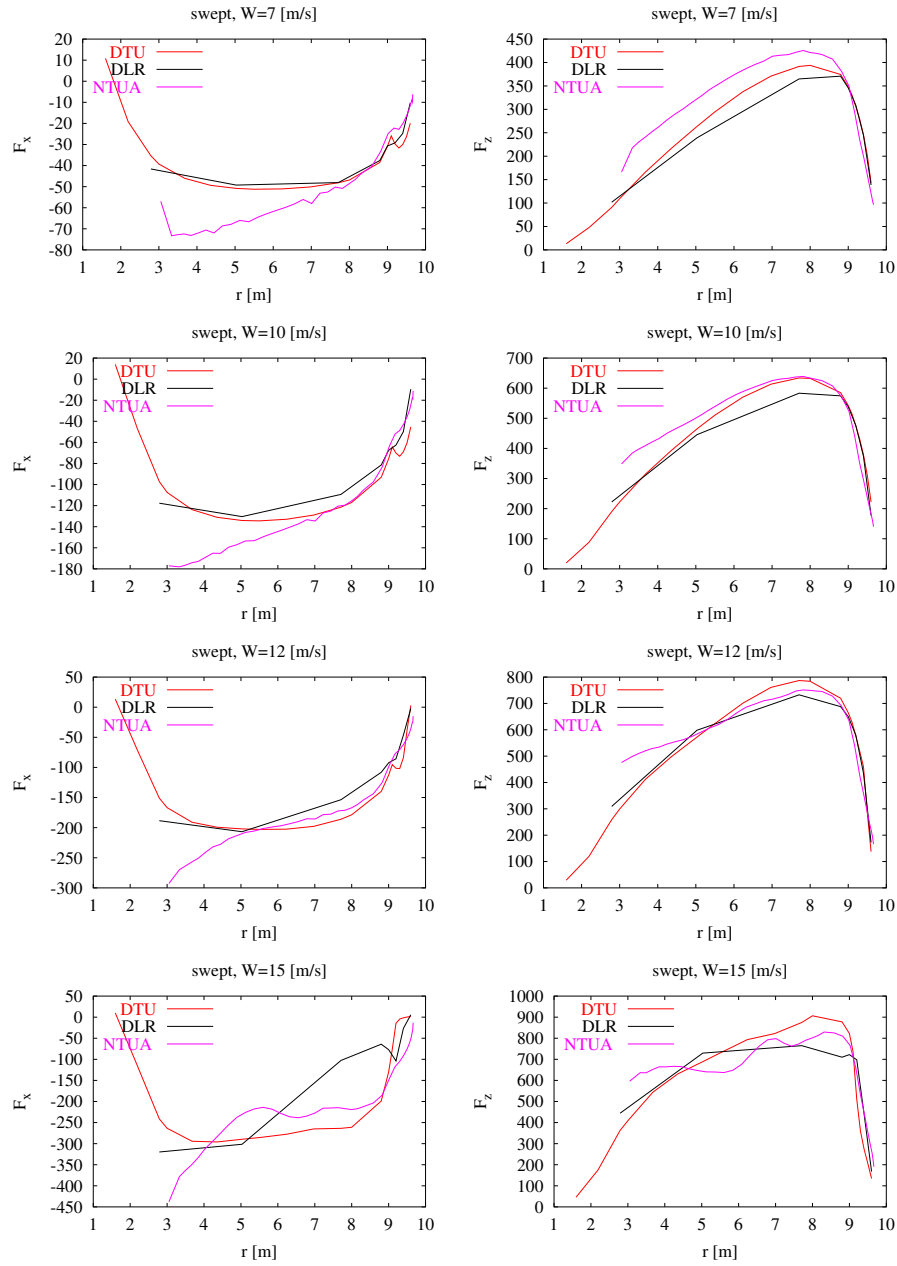 swept, W=7 [m/s]
DTU
DLR
NTUA
20
10
0
-10
-20
-30
-40
-50
-60
-70
-80
F_x
1 2 3 4 5 6 7 8 9 10
r [m]
swept, W=7 [m/s]
DTU
DLR
NTUA
450
400
350
300
250
200
150
100
50
0
F_z
1 2 3 4 5 6 7 8 9 10
r [m]
swept, W=10 [m/s]
DTU
DLR
NTUA
20
0
-20
-40
-60
-80
-100
-120
-140
-160
-180
F_x
1 2 3 4 5 6 7 8 9 10
r [m]
swept, W=10 [m/s]
DTU
DLR
NTUA
700
600
500
400
300
200
100
0
F_z
1 2 3 4 5 6 7 8 9 10
r [m]
swept, W=12 [m/s]
DTU
DLR
NTUA
50
0
-50
-100
-150
-200
-250
-300
F_x
1 2 3 4 5 6 7 8 9 10
r [m]
swept, W=12 [m/s]
DTU
DLR
NTUA
800
700
600
500
400
300
200
100
0
F_z
1 2 3 4 5 6 7 8 9 10
r [m]
swept, W=15 [m/s]
DTU
DLR
NTUA
50
0
-50
-100
-150
-200
-250
-300
-350
-400
-450
F_x
1 2 3 4 5 6 7 8 9 10
r [m]
swept, W=15 [m/s]
DTU
DLR
NTUA
1000
900
800
700
600
500
400
300
200
100
0
F_z
1 2 3 4 5 6 7 8 9 10
r [m]